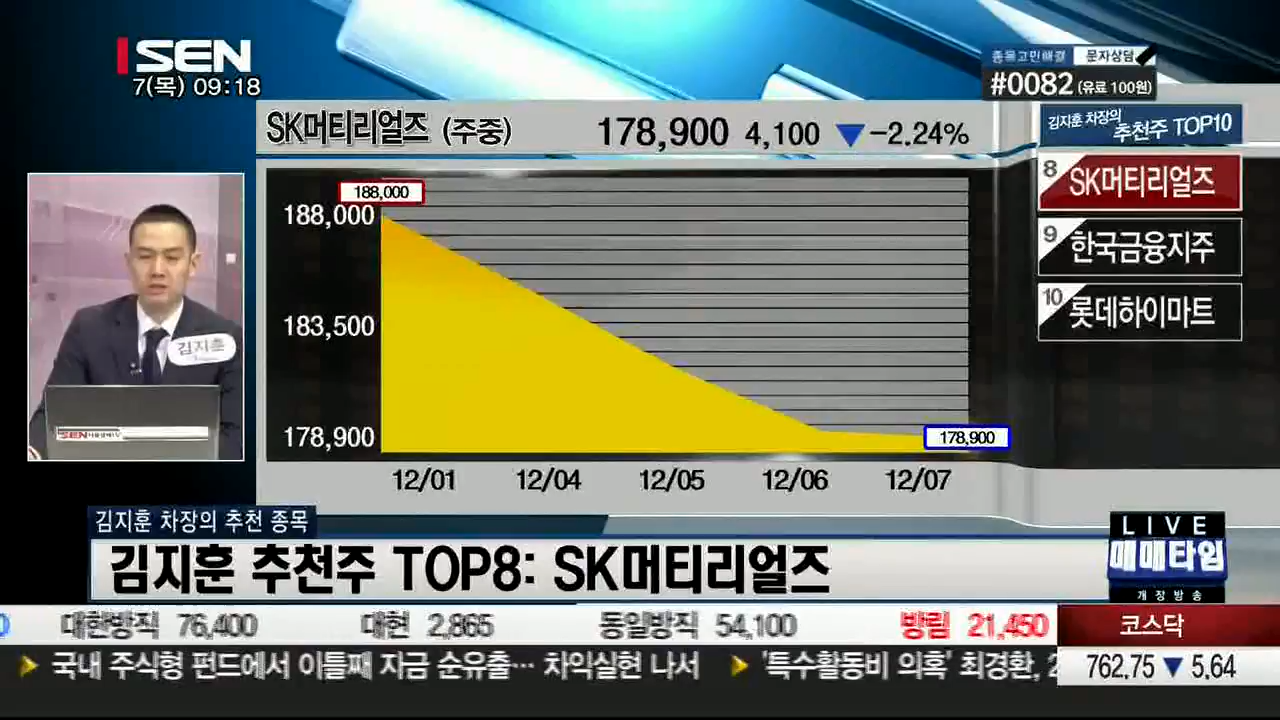 SEN
7(목) 09:18
종목고민해결 문자상담
#0082 (유료 100원)
SK머티리얼즈 (주중) 178,900 4,100 ▼ -2.24%
김지훈 차장의
추천주 TOP10
8 SK머티리얼즈
9 한국금융지주
10 롯데하이마트
188,000
188,000
183,500
178,900
178,900
12/01 12/04 12/05 12/06 12/07
김지훈
SEN
김지훈 차장의 추천 종목
김지훈 추천주 TOP8: SK머티리얼즈
LIVE
매매타임
개장방송
대한방직 76,400 대현 2,865 동일방직 54,100 방림 21,450
코스닥
762.75 ▼ 5.64
국내 주식형 펀드에서 이틀째 자금 순유출… 차익실현 나서 '특수활동비 의혹' 최경환,